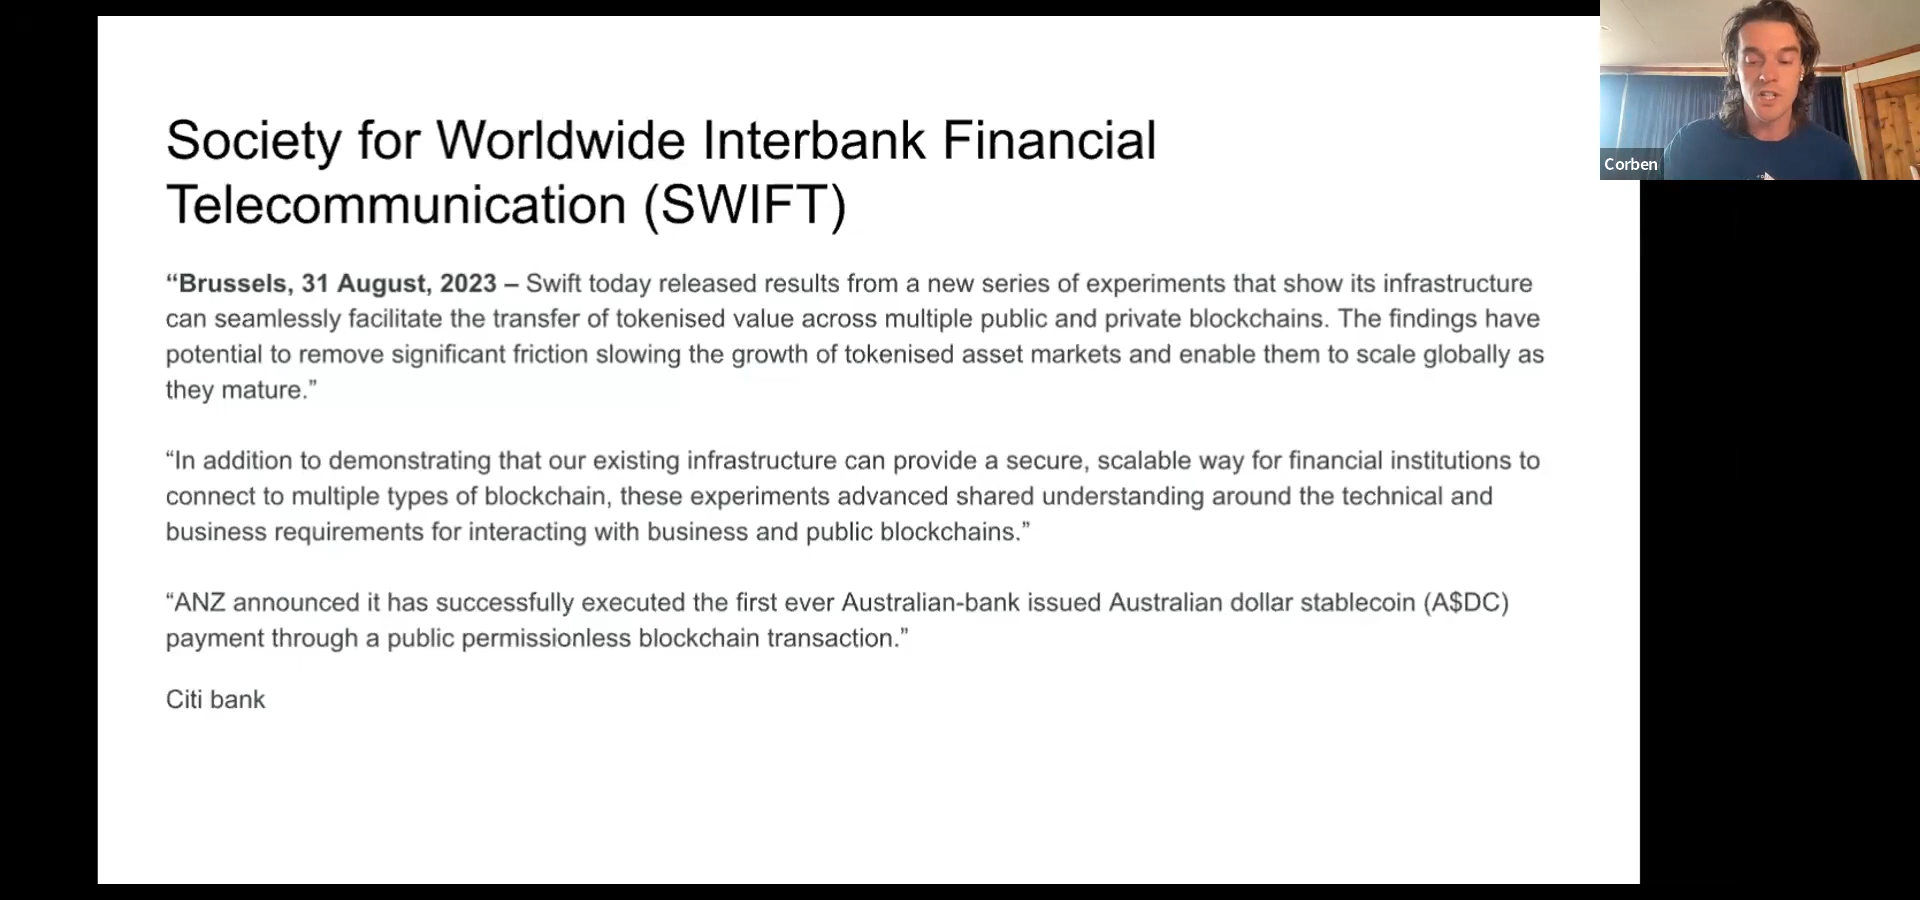 Society for Worldwide Interbank Financial
Telecommunication (SWIFT)
“Brussels, 31 August, 2023 – Swift today released results from a new series of experiments that show its infrastructure
can seamlessly facilitate the transfer of tokenised value across multiple public and private blockchains. The findings have
potential to remove significant friction slowing the growth of tokenised asset markets and enable them to scale globally as
they mature.”
“In addition to demonstrating that our existing infrastructure can provide a secure, scalable way for financial institutions to
connect to multiple types of blockchain, these experiments advanced shared understanding around the technical and
business requirements for interacting with business and public blockchains.”
“ANZ announced it has successfully executed the first ever Australian-bank issued Australian dollar stablecoin (A$DC)
payment through a public permissionless blockchain transaction.”
Citi bank
Corben